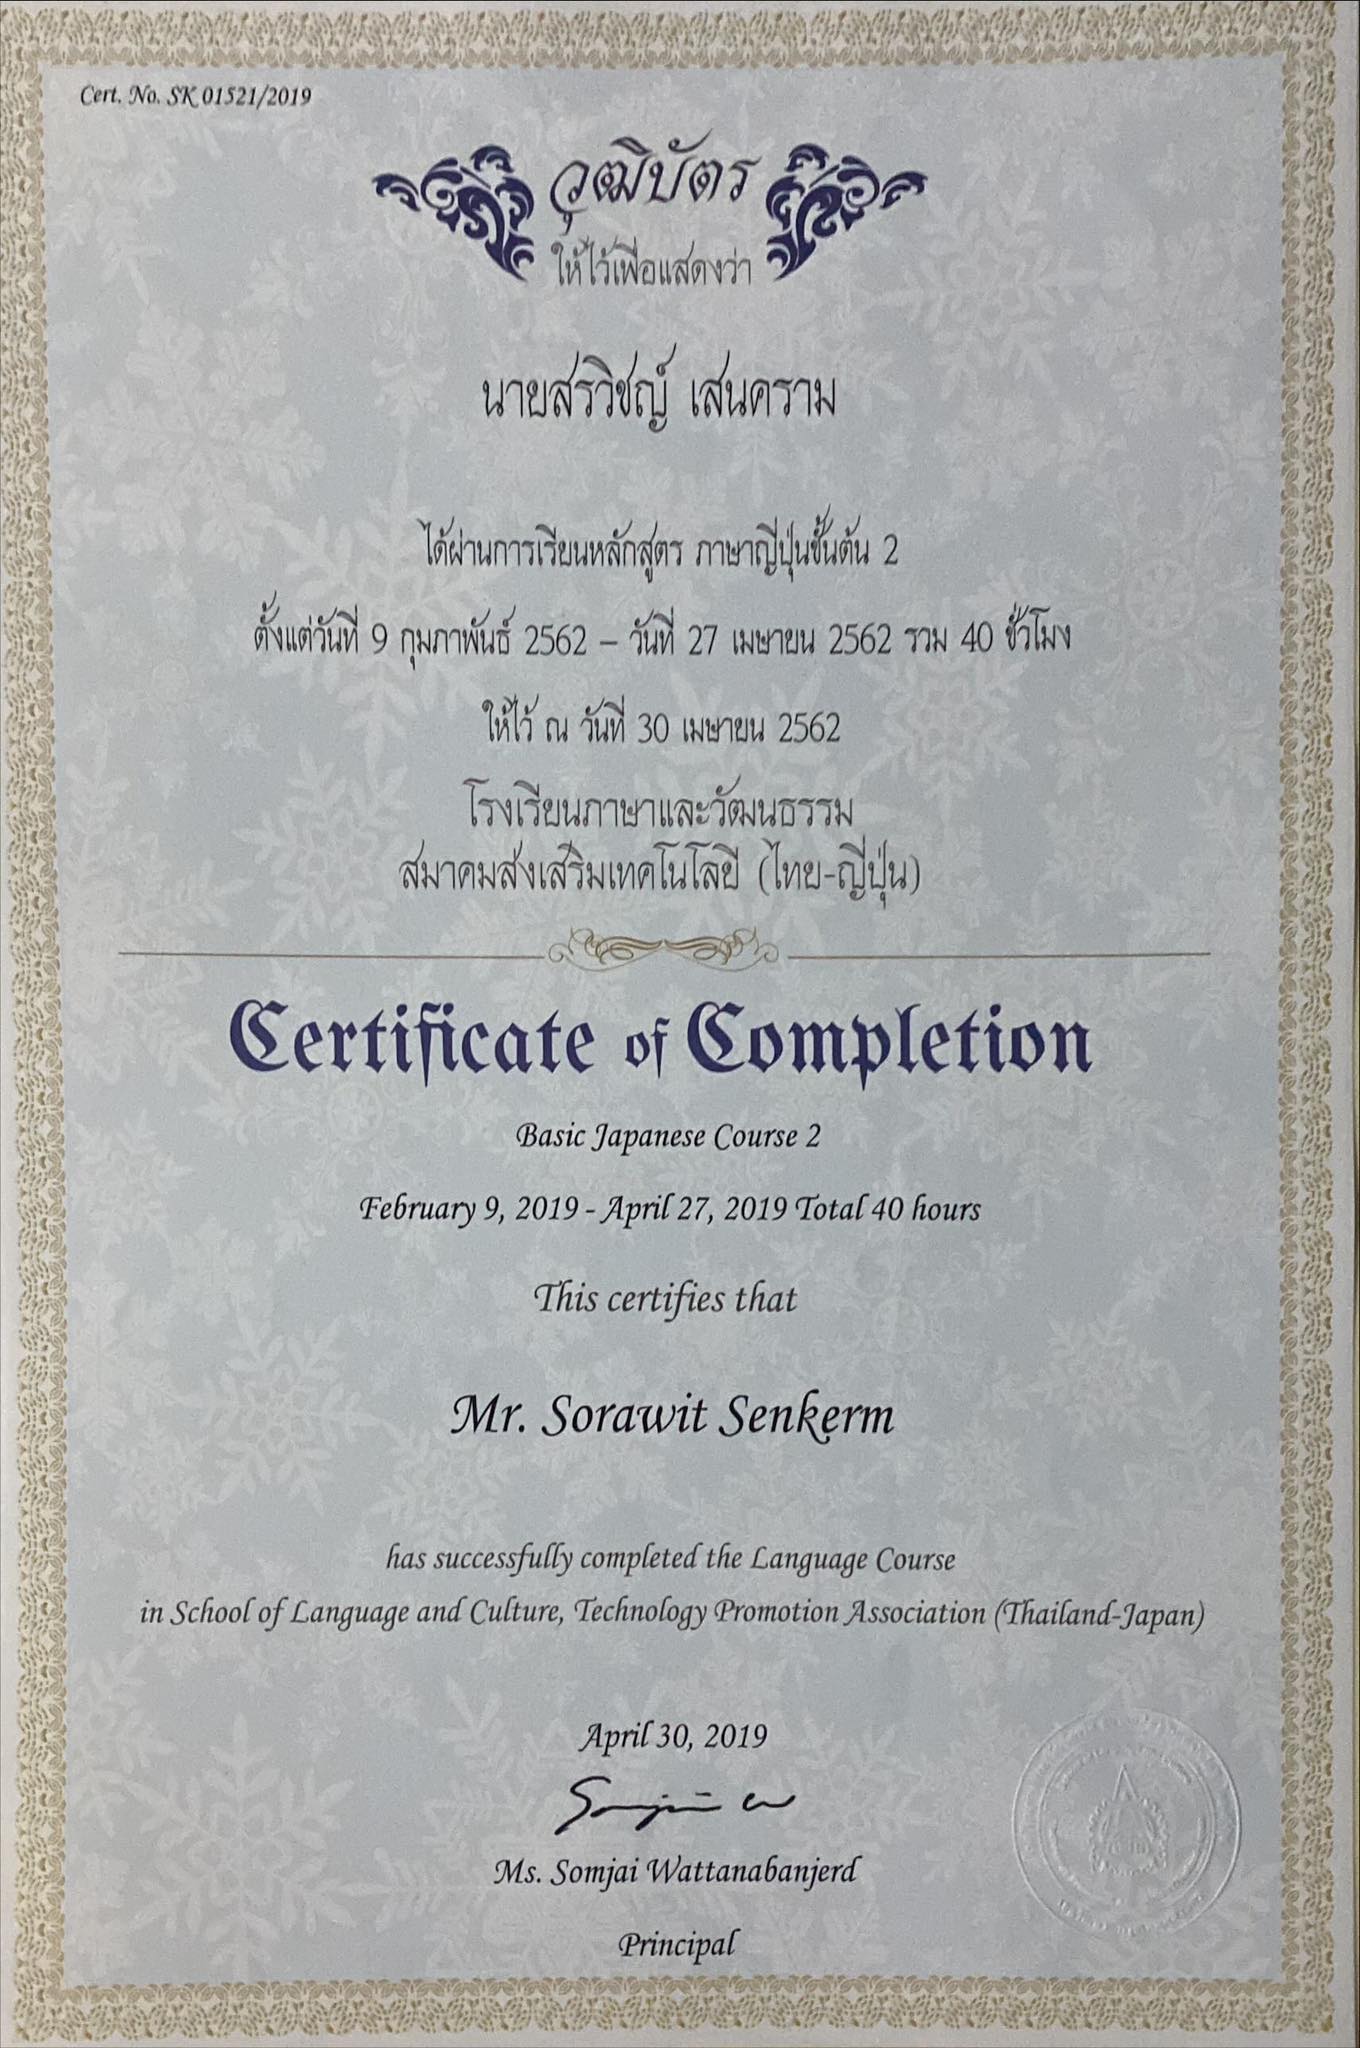 Cert. No. SK 01521/2019
วุฒิบัตร
ให้ไว้เพื่อแสดงว่า
นายสรวิชญ์ เสนคราม
ได้ผ่านการเรียนหลักสูตร ภาษาญี่ปุ่นชั้นต้น 2
ตั้งแต่วันที่ 9 กุมภาพันธ์ 2562 – วันที่ 27 เมษายน 2562 รวม 40 ชั่วโมง
ให้ไว้ ณ วันที่ 30 เมษายน 2562
โรงเรียนภาษาและวัฒนธรรม
สมาคมส่งเสริมเทคโนโลยี (ไทย-ญี่ปุ่น)
Certificate of Completion
Basic Japanese Course 2
February 9, 2019 - April 27, 2019 Total 40 hours
This certifies that
Mr. Sorawit Senkerm
has successfully completed the Language Course
in School of Language and Culture, Technology Promotion Association (Thailand-Japan)
April 30, 2019
Ms. Somjai Wattanabanjerd
Principal